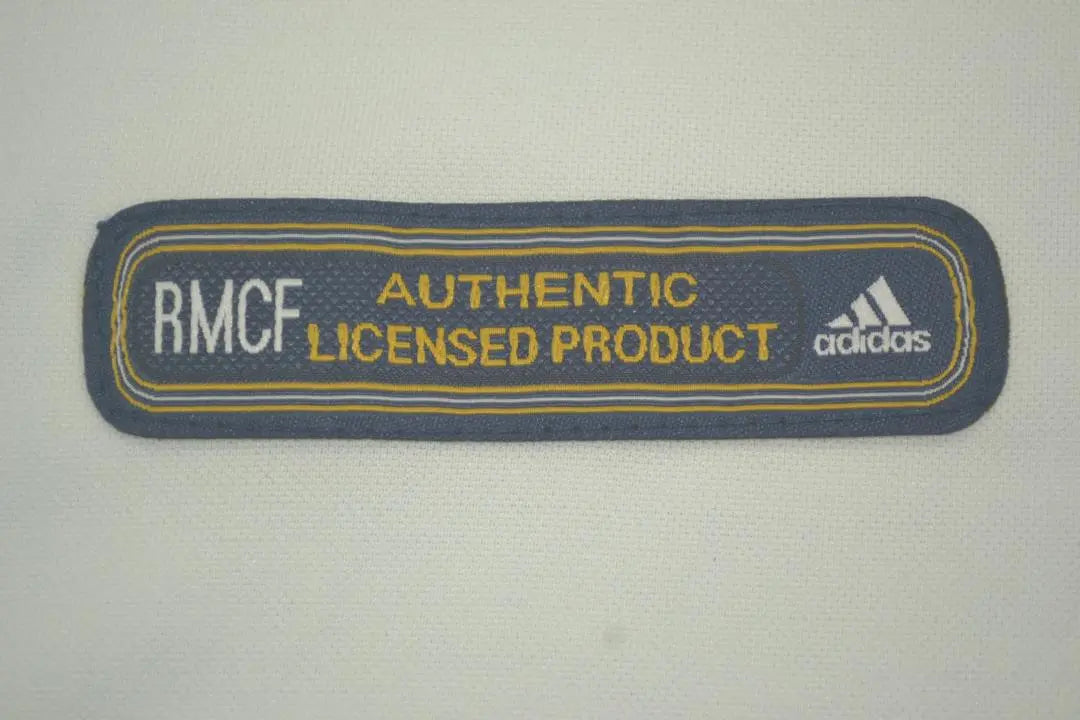 RMCF
AUTHENTIC
LICENSED PRODUCT
adidas